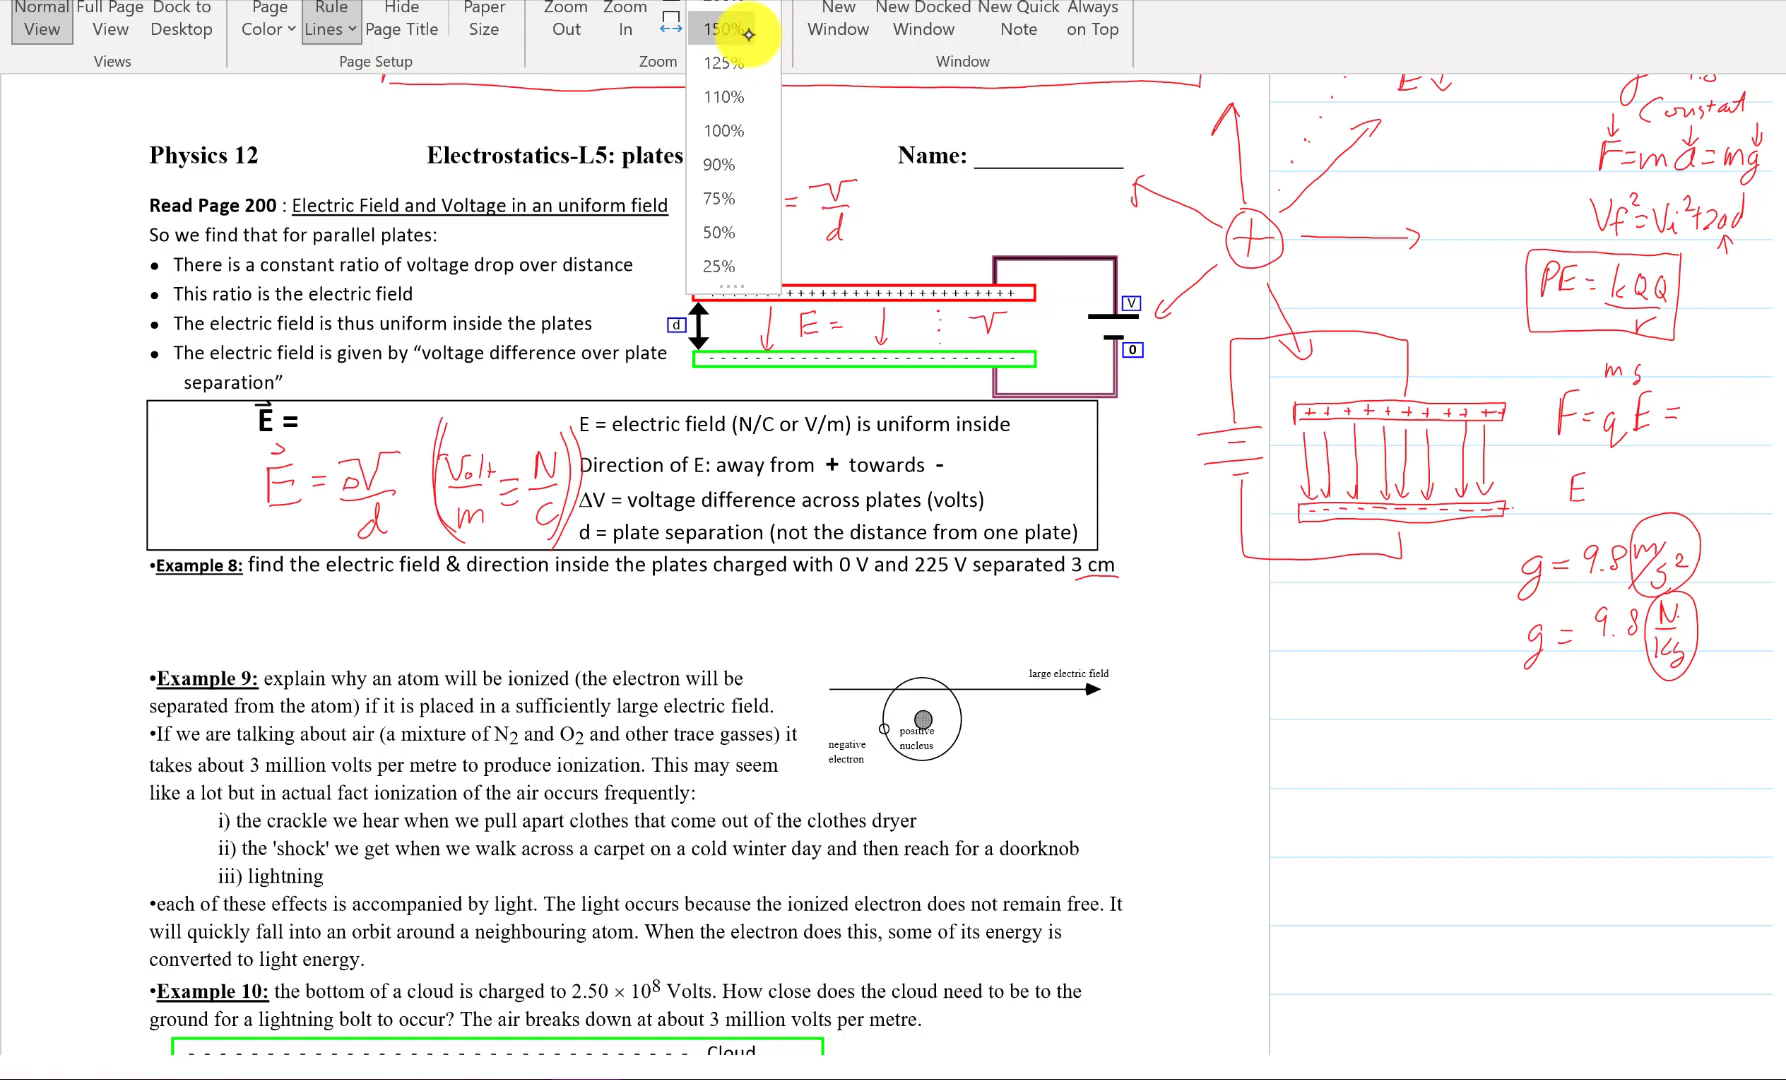 Normal View
Full Page View
Dock to Desktop
Views
Page Color
Rule Lines
Hide Page Title
Paper Size
Page Setup
Zoom Out
Zoom In
Zoom
150%
125%
110%
100%
90%
75%
50%
25%
New Window
New Docked Window
New Quick Note
Always on Top
Window
Physics 12
Electrostatics-L5: plates
Name:
Read Page 200 : Electric Field and Voltage in an uniform field
= V/d
So we find that for parallel plates:
• There is a constant ratio of voltage drop over distance
• This ratio is the electric field
• The electric field is thus uniform inside the plates
• The electric field is given by “voltage difference over plate
separation”
d
E =
V
V
0
E =
E = ΔV/d (Volt/m ≡ N/C)
E = electric field (N/C or V/m) is uniform inside
Direction of E: away from + towards -
ΔV = voltage difference across plates (volts)
d = plate separation (not the distance from one plate)
•Example 8: find the electric field & direction inside the plates charged with 0 V and 225 V separated 3 cm
•Example 9: explain why an atom will be ionized (the electron will be
separated from the atom) if it is placed in a sufficiently large electric field.
large electric field
positive nucleus
negative electron
•If we are talking about air (a mixture of N2 and O2 and other trace gasses) it
takes about 3 million volts per metre to produce ionization. This may seem
like a lot but in actual fact ionization of the air occurs frequently:
i) the crackle we hear when we pull apart clothes that come out of the clothes dryer
ii) the 'shock' we get when we walk across a carpet on a cold winter day and then reach for a doorknob
iii) lightning
•each of these effects is accompanied by light. The light occurs because the ionized electron does not remain free. It
will quickly fall into an orbit around a neighbouring atom. When the electron does this, some of its energy is
converted to light energy.
•Example 10: the bottom of a cloud is charged to 2.50 × 10⁸ Volts. How close does the cloud need to be to the
ground for a lightning bolt to occur? The air breaks down at about 3 million volts per metre.
Cloud
E
Constant
F=ma=mg
Vf²=Vi²+2ad
PE = kQQ/r
m g
F=qE=
E
g = 9.8 m/s²
g = 9.8 N/kg